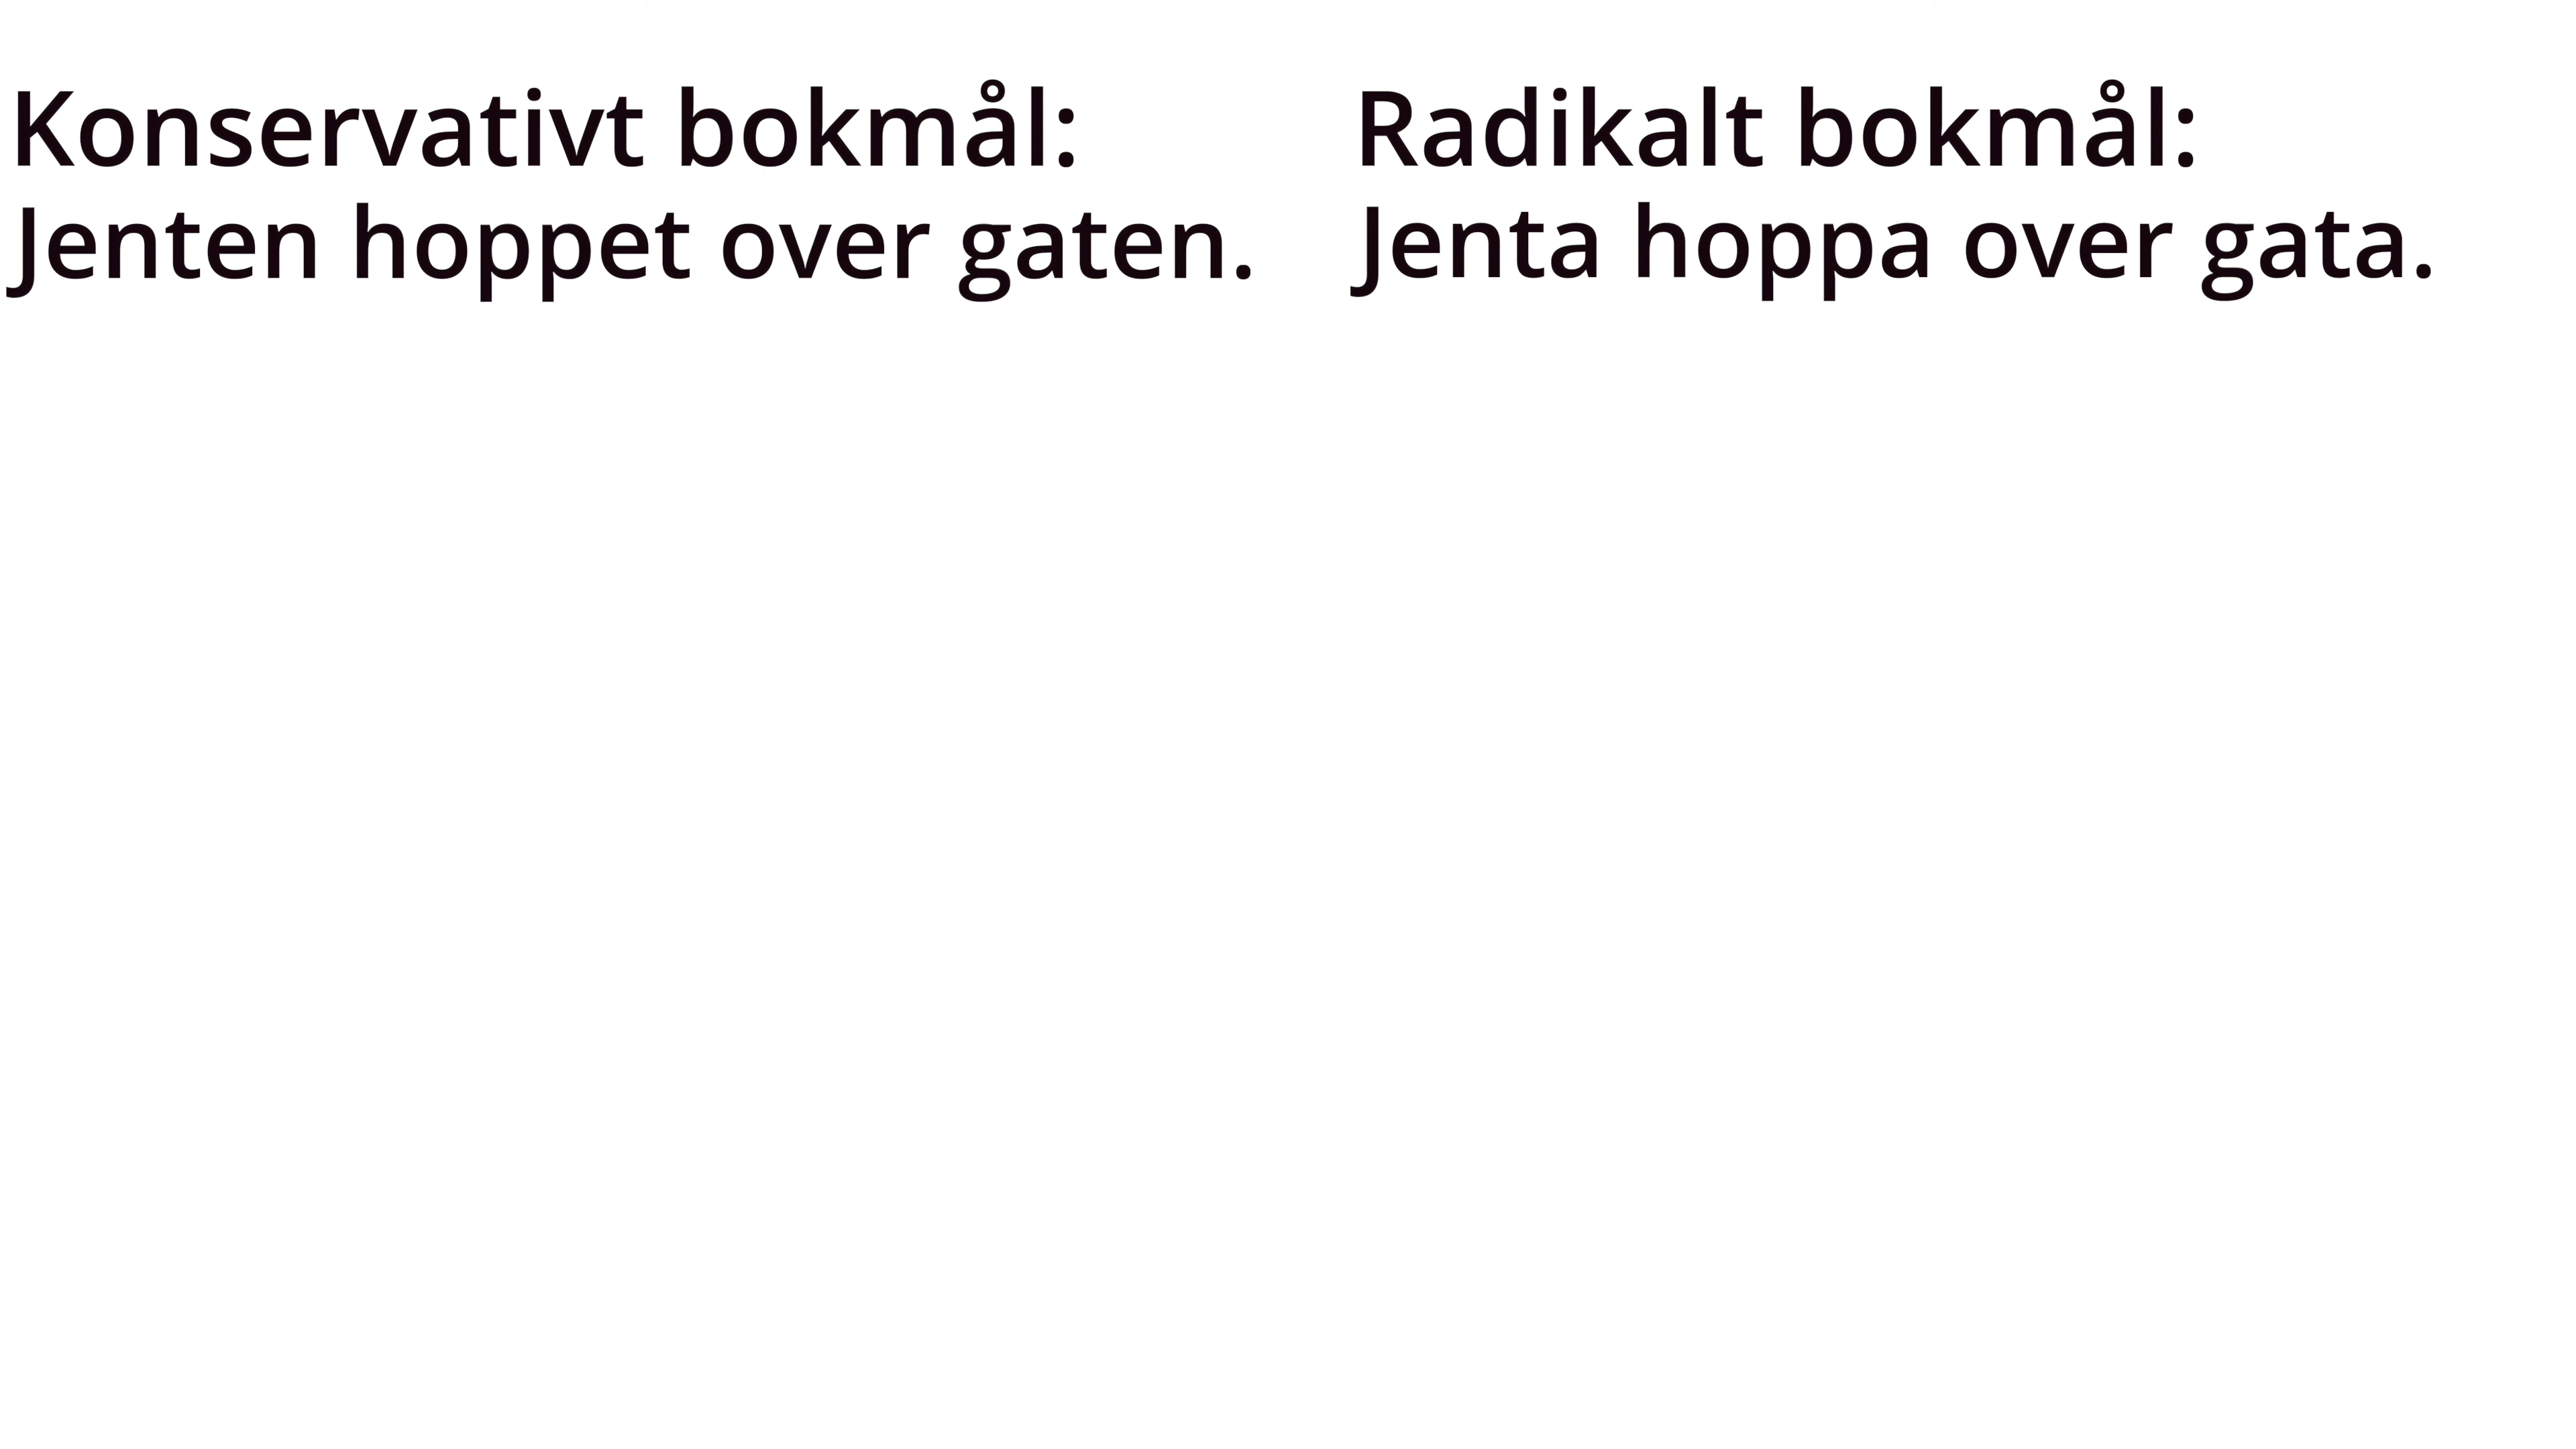 Konservativt bokmål:
Jenten hoppet over gaten.
Radikalt bokmål:
Jenta hoppa over gata.